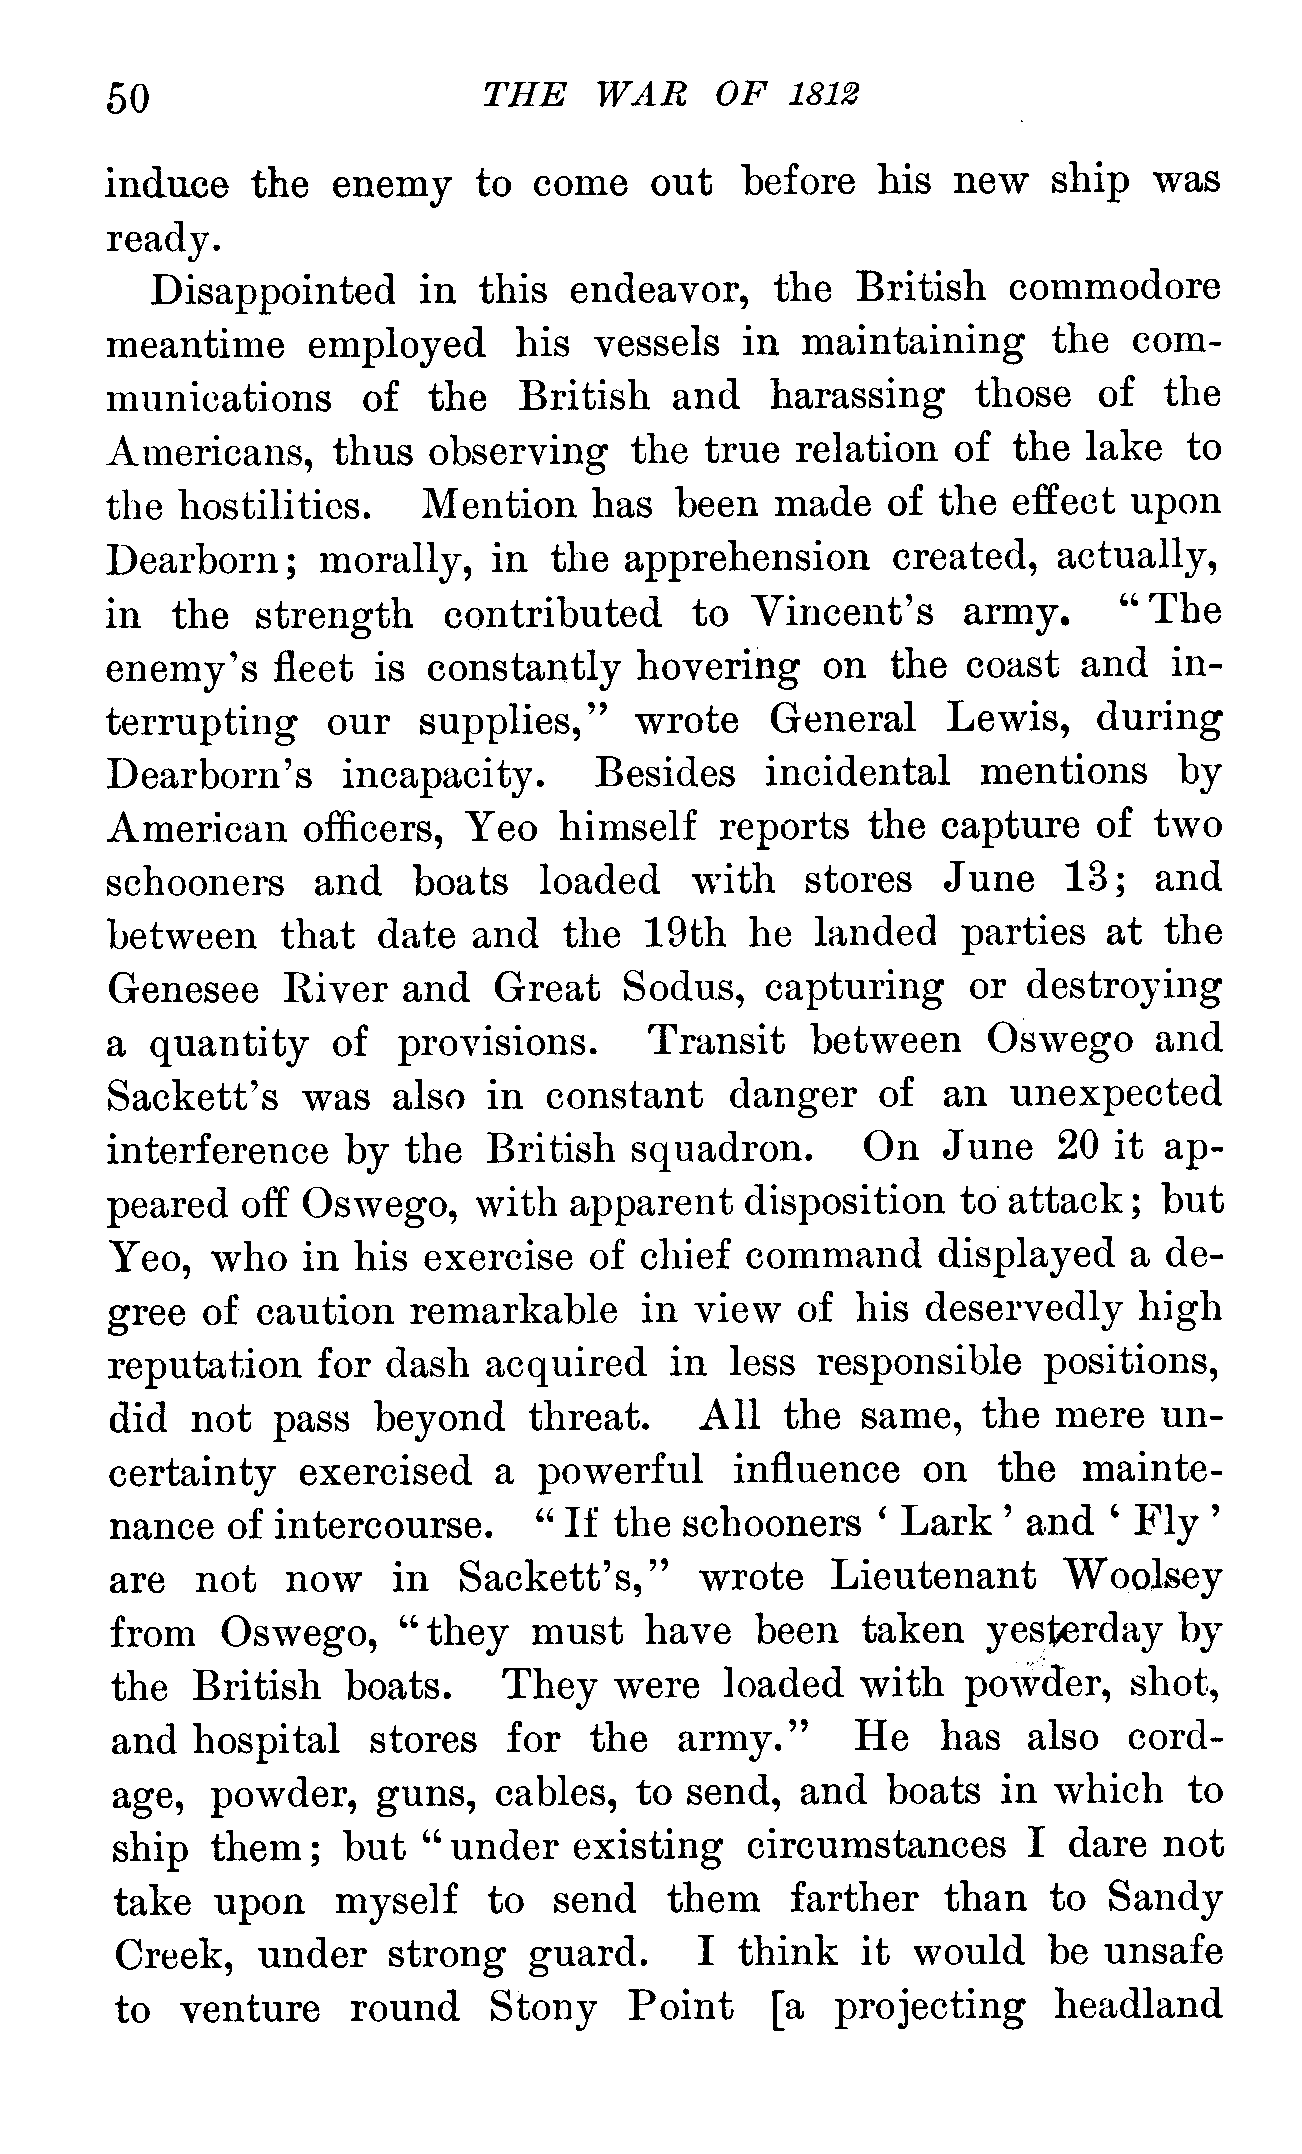 50 THE WAR OF 1812
induce the enemy to come out before his new ship was
ready.
Disappointed in this endeavor, the British commodore
meantime employed his vessels in maintaining the com-
munications of the British and harassing those of the
Americans, thus observing the true relation of the lake to
the hostilities. Mention has been made of the effect upon
Dearborn; morally, in the apprehension created, actually,
in the strength contributed to Vincent's army. "The
enemy's fleet is constantly hovering on the coast and in-
terrupting our supplies," wrote General Lewis, during
Dearborn's incapacity. Besides incidental mentions by
American officers, Yeo himself reports the capture of two
schooners and boats loaded with stores June 13; and
between that date and the 19th he landed parties at the
Genesee River and Great Sodus, capturing or destroying
a quantity of provisions. Transit between Oswego and
Sackett's was also in constant danger of an unexpected
interference by the British squadron. On June 20 it ap-
peared off Oswego, with apparent disposition to attack; but
Yeo, who in his exercise of chief command displayed a de-
gree of caution remarkable in view of his deservedly high
reputation for dash acquired in less responsible positions,
did not pass beyond threat. All the same, the mere un-
certainty exercised a powerful influence on the mainte-
nance of intercourse. "If the schooners 'Lark' and 'Fly'
are not now in Sackett's," wrote Lieutenant Woolsey
from Oswego, "they must have been taken yesterday by
the British boats. They were loaded with powder, shot,
and hospital stores for the army." He has also cord-
age, powder, guns, cables, to send, and boats in which to
ship them; but "under existing circumstances I dare not
take upon myself to send them farther than to Sandy
Creek, under strong guard. I think it would be unsafe
to venture round Stony Point [a projecting headland